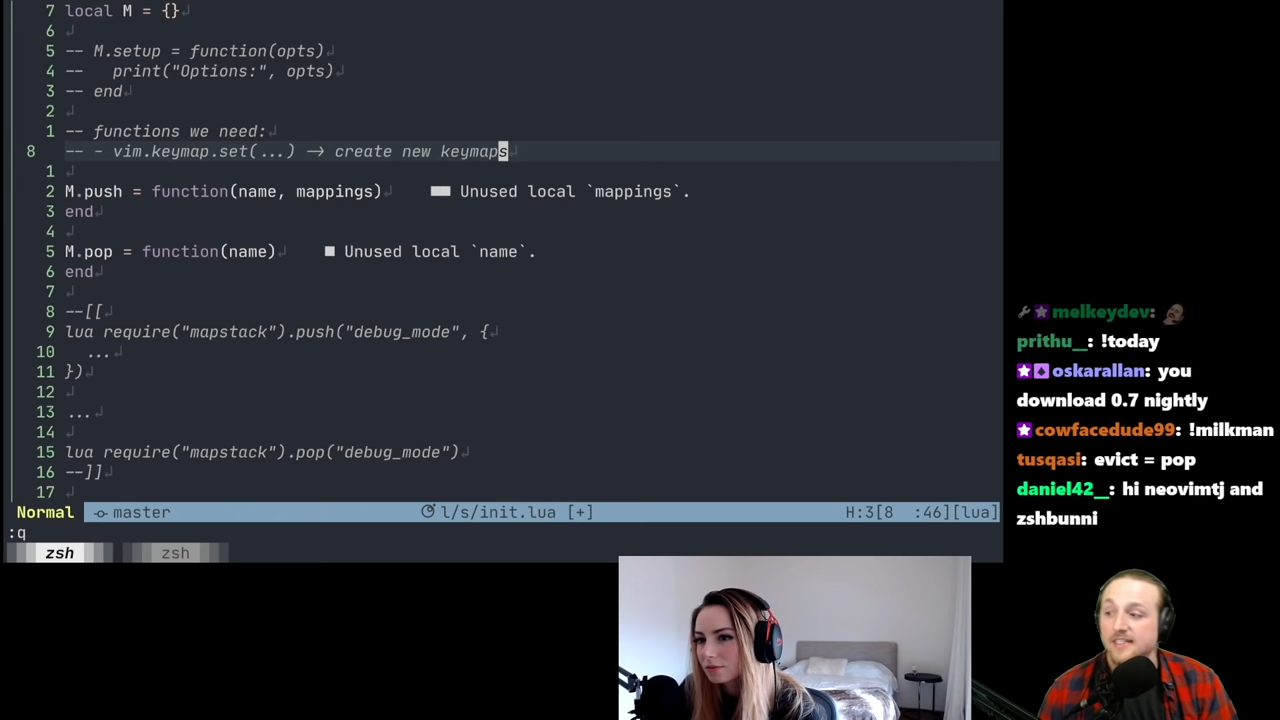 7 local M = {}
6
5 -- M.setup = function(opts)
4 --   print("Options:", opts)
3 -- end
2
1 -- functions we need:
8 -- - vim.keymap.set(...) -> create new keymaps
1
2 M.push = function(name, mappings) Unused local `mappings`.
3 end
4
5 M.pop = function(name) Unused local `name`.
6 end
7
8 --[[
9 lua require("mapstack").push("debug_mode", {
10   ...
11 })
12
13 ...
14
15 lua require("mapstack").pop("debug_mode")
16 --]]
17
Normal master l/s/init.lua [+] H:3[8 :46][lua]
:q
zsh zsh
melkeydev:
prithu__: !today
oskarallan: you
download 0.7 nightly
cowfacedude99: !milkman
tusqasi: evict = pop
daniel42__: hi neovimtj and
zshbunni